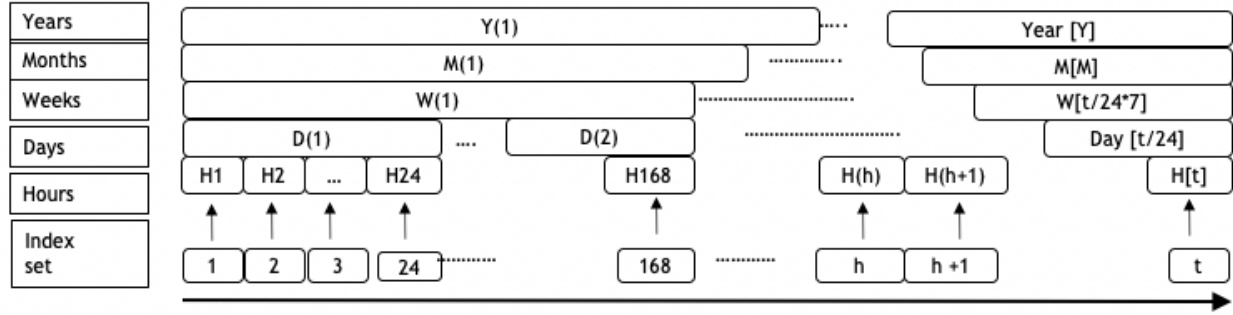 Years Y(1) ..... Year [Y]
Months M(1) .............. M[M]
Weeks W(1) .............................. W[t/24*7]
Days D(1) .... D(2) .............................. Day [t/24]
Hours H1 H2 ... H24 H168 H(h) H(h+1) H[t]
Index
set 1 2 3 24 ............ 168 ............ h h +1 t